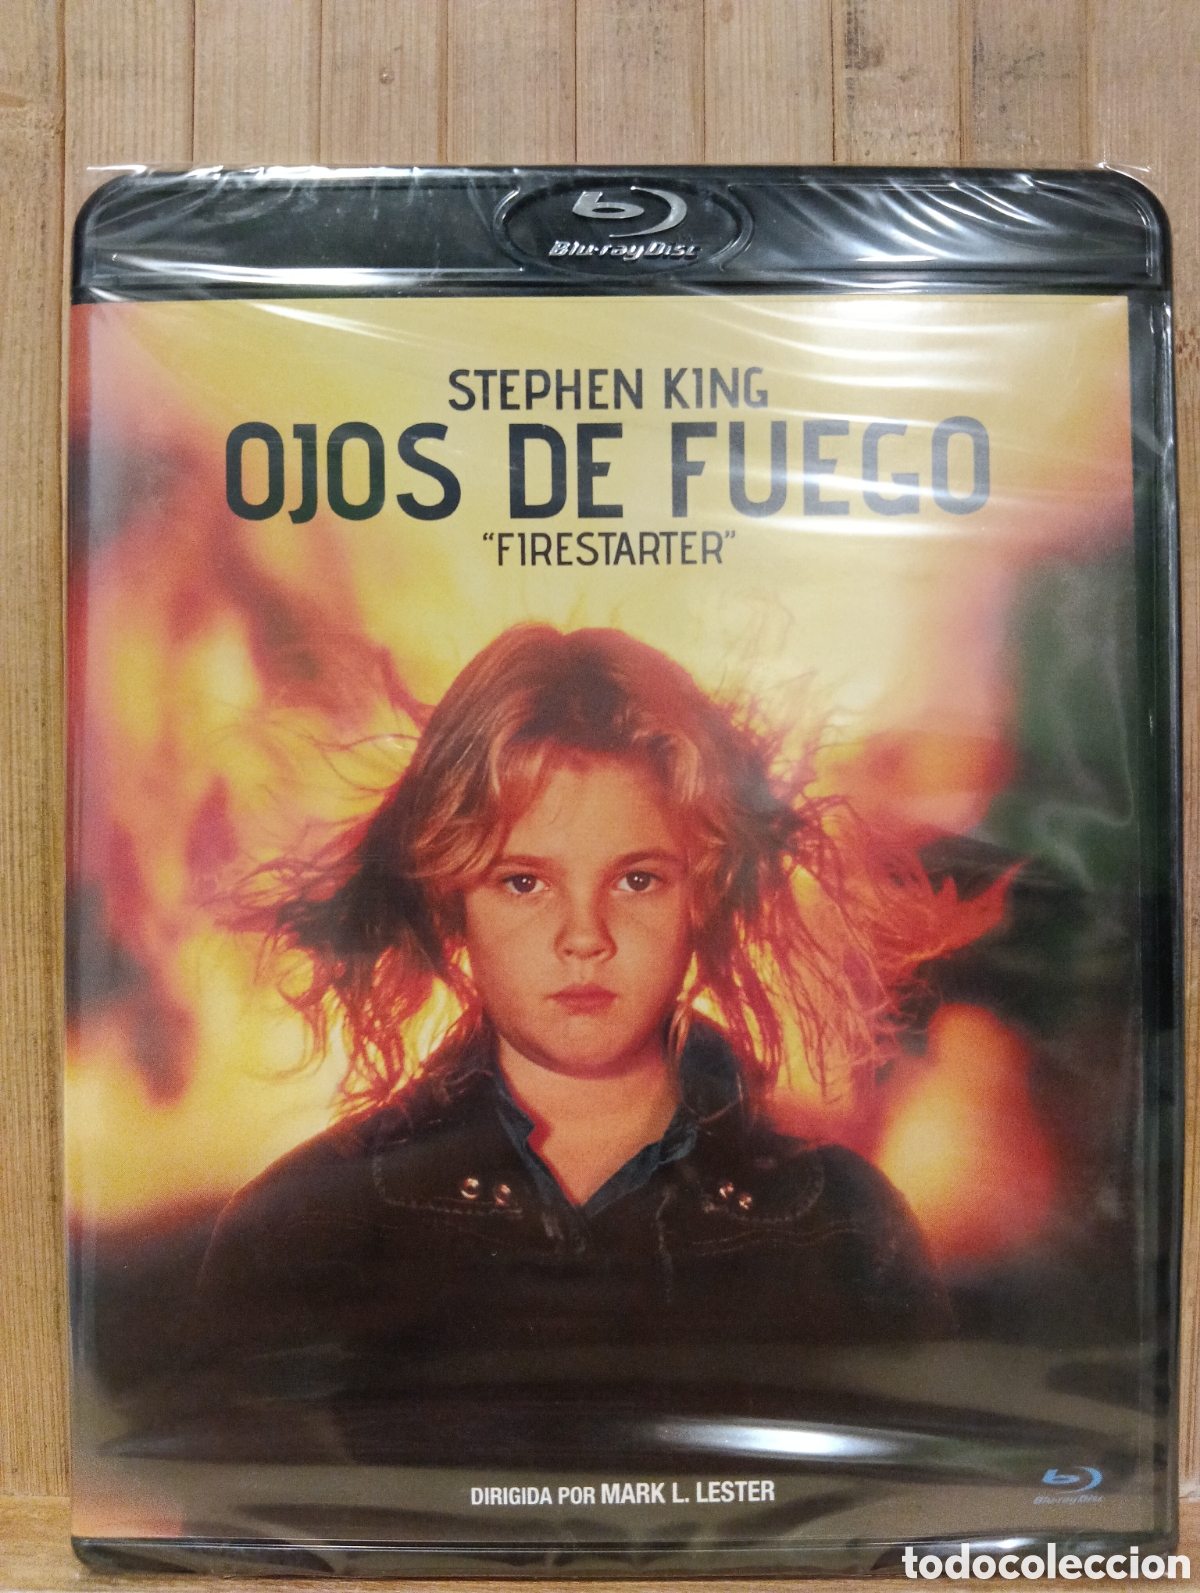 Blu-ray Disc
STEPHEN KING
OJOS DE FUEGO
“FIRESTARTER”
DIRIGIDA POR MARK L. LESTER
Blu-ray Disc
todocoleccion